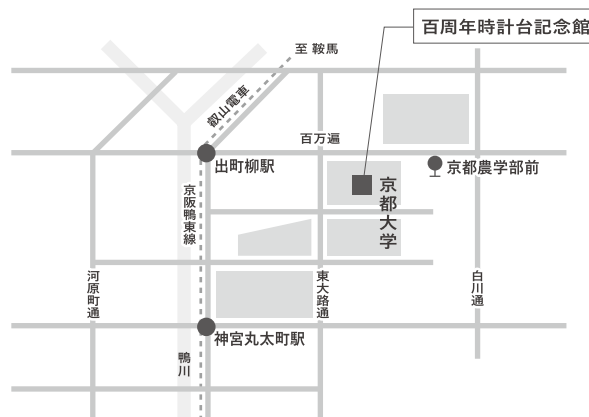 百周年時計台記念館
至 鞍馬
叡山電車
百万遍
出町柳駅
京都農学部前
京都大学
京阪鴨東線
河原町通
東大路通
白川通
神宮丸太町駅
鴨川